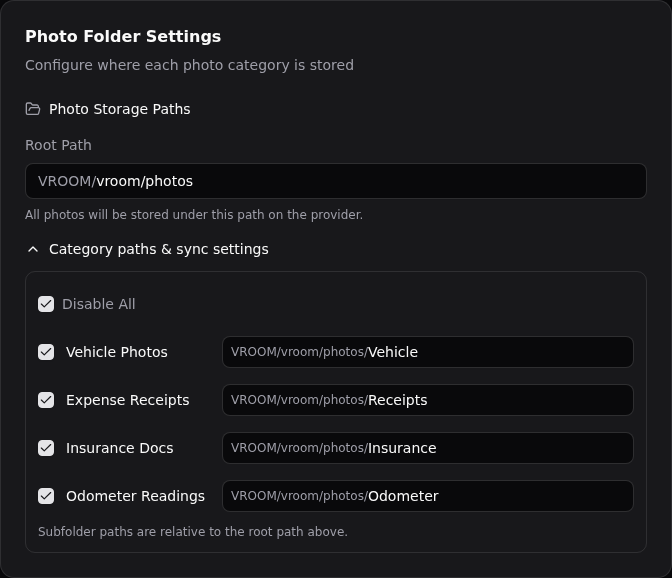 Photo Folder Settings
Configure where each photo category is stored
Photo Storage Paths
Root Path
VROOM/vroom/photos
All photos will be stored under this path on the provider.
Category paths & sync settings
Disable All
Vehicle Photos VROOM/vroom/photos/Vehicle
Expense Receipts VROOM/vroom/photos/Receipts
Insurance Docs VROOM/vroom/photos/Insurance
Odometer Readings VROOM/vroom/photos/Odometer
Subfolder paths are relative to the root path above.